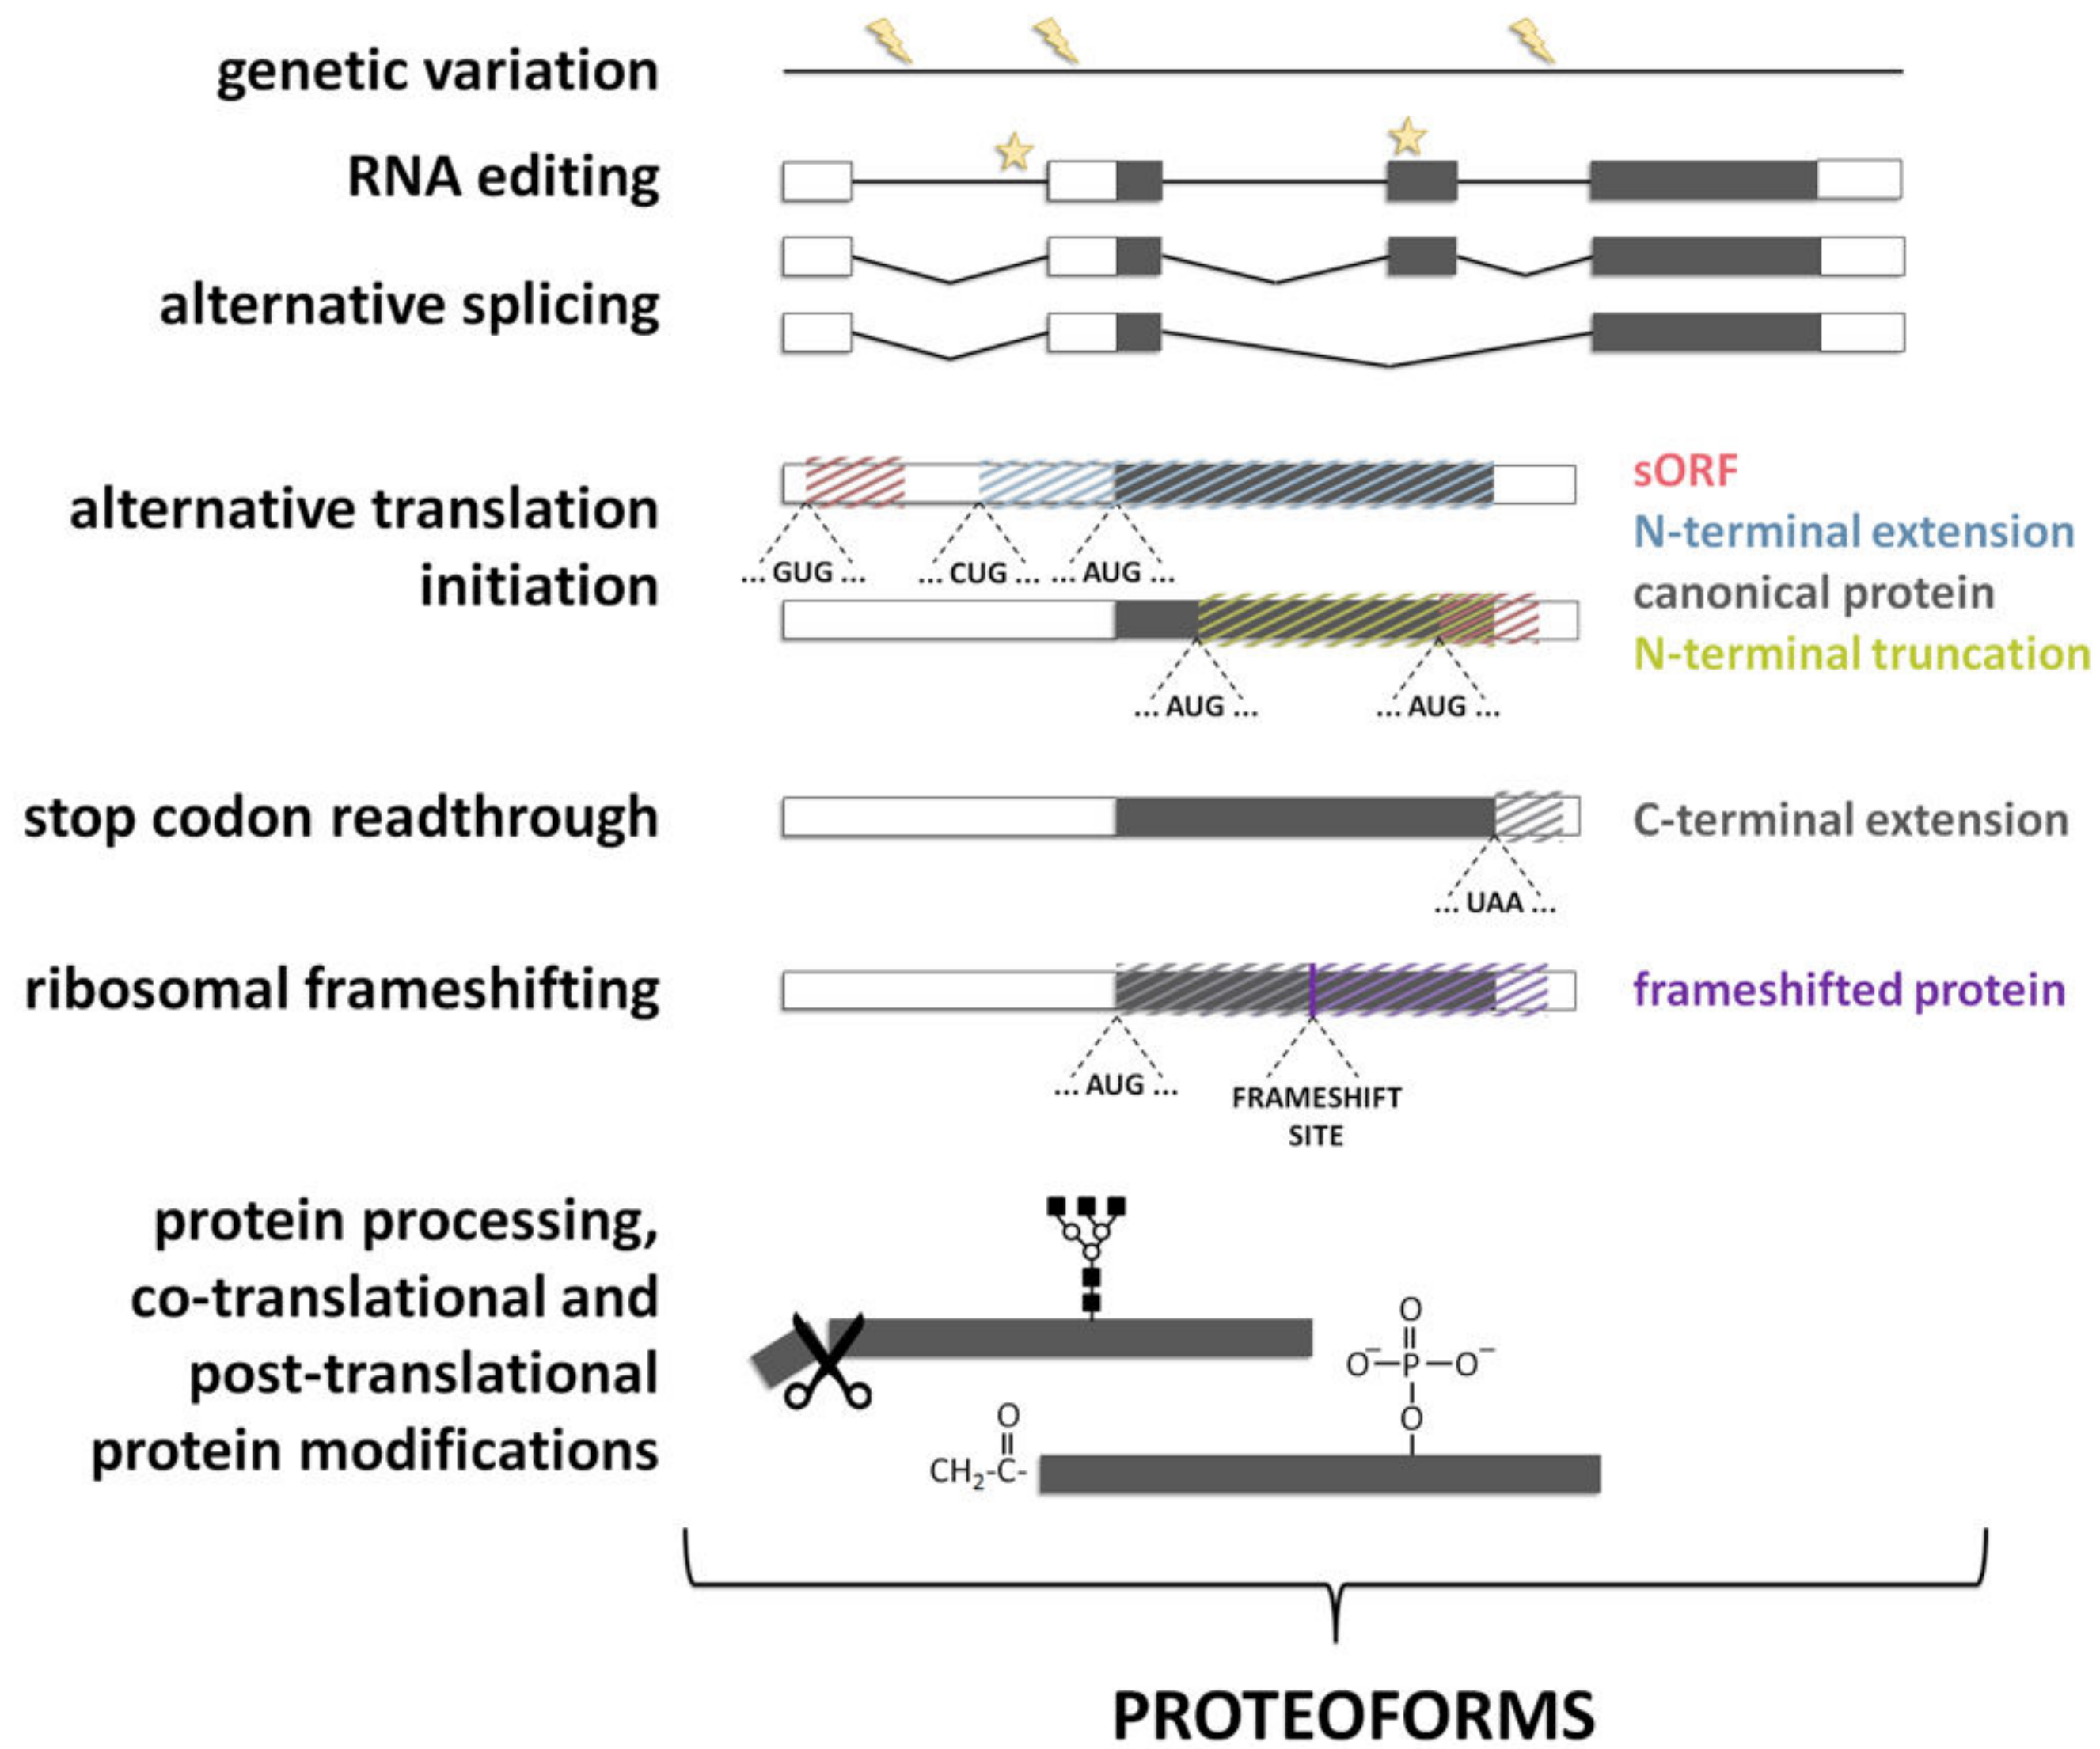 genetic variation
RNA editing
alternative splicing
alternative translation
initiation
... GUG ...
... CUG ...
... AUG ...
sORF
N-terminal extension
canonical protein
N-terminal truncation
... AUG ...
... AUG ...
stop codon readthrough
C-terminal extension
... UAA ...
ribosomal frameshifting
frameshifted protein
... AUG ...
FRAMESHIFT
SITE
protein processing,
co-translational and
post-translational
protein modifications
O
O⁻–P–O⁻
O
O
CH₂-C-
PROTEOFORMS